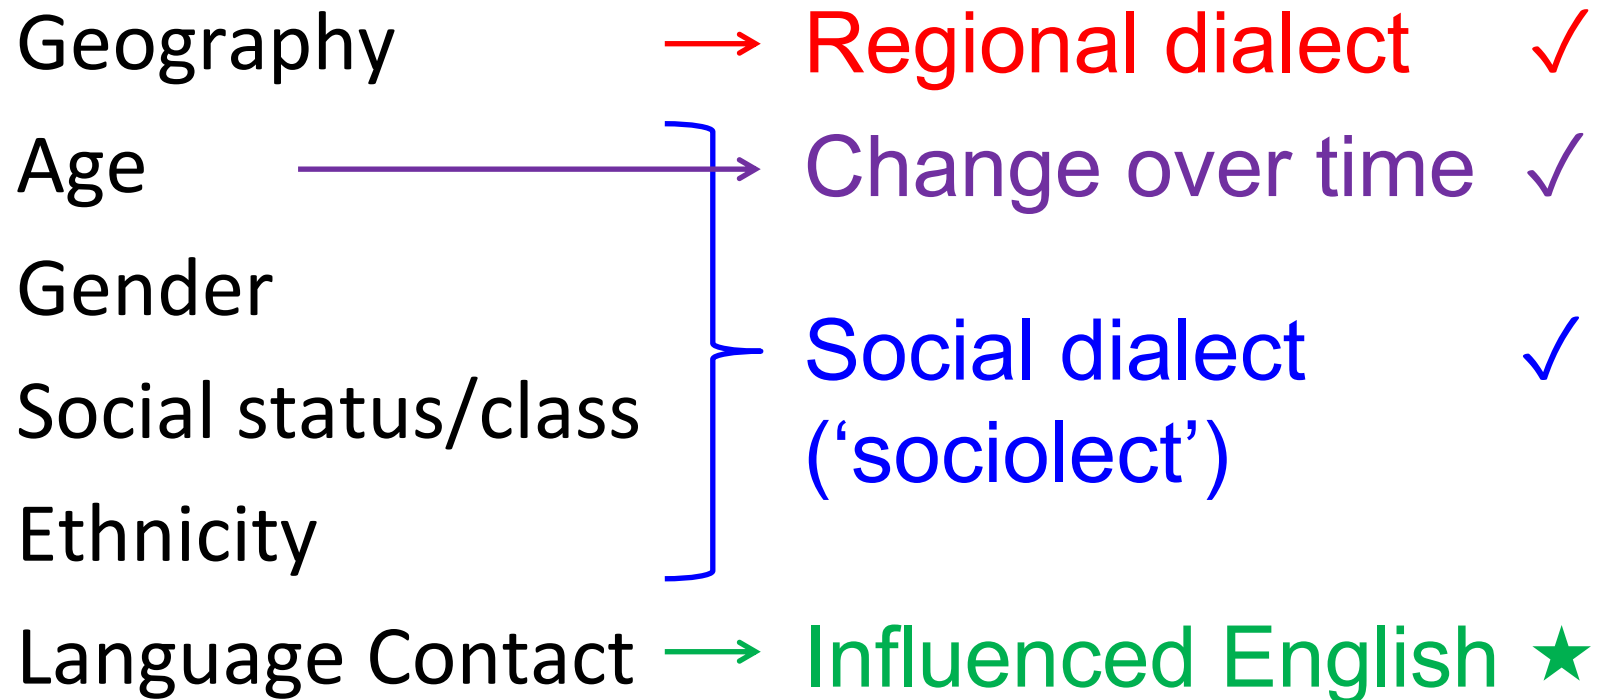 Geography → Regional dialect ✓
Age → Change over time ✓
Gender
Social dialect ✓
Social status/class
(‘sociolect’)
Ethnicity
Language Contact → Influenced English ★